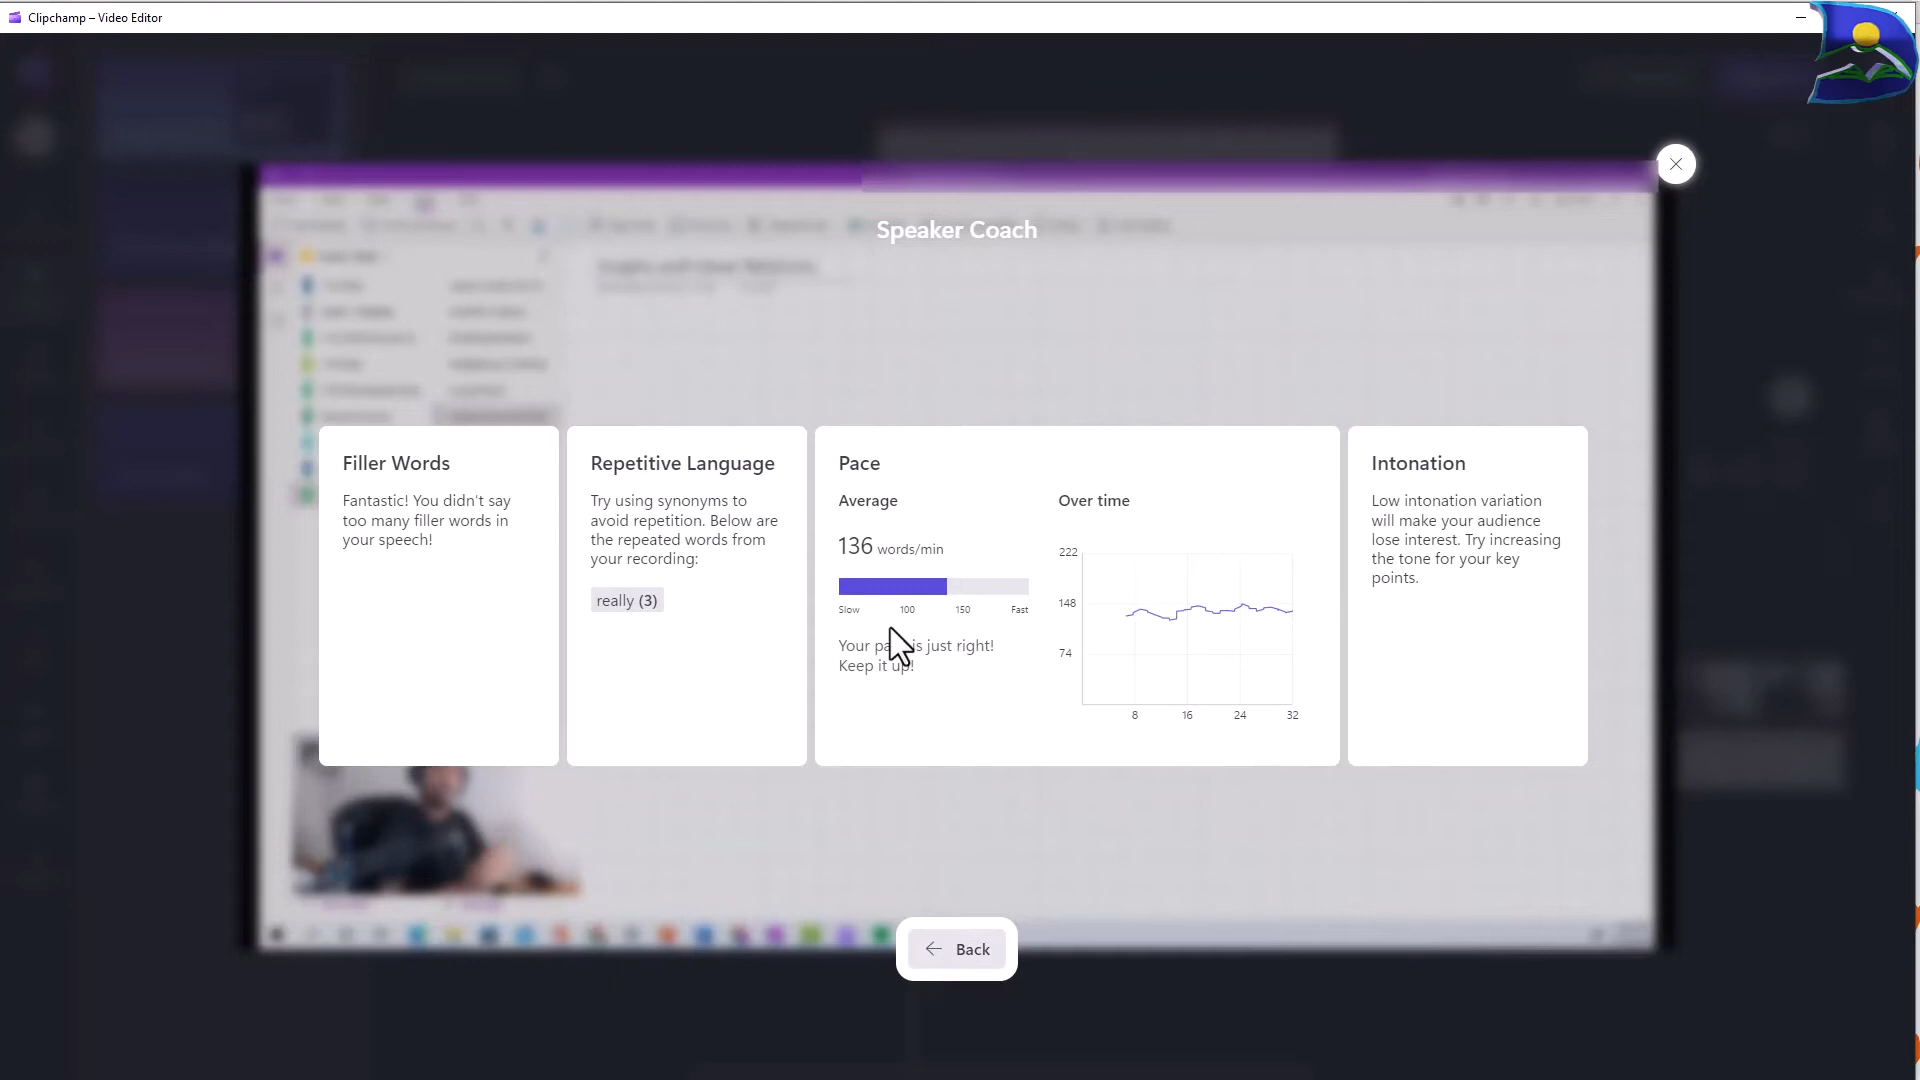 Clipchamp – Video Editor
Speaker Coach
Filler Words
Fantastic! You didn't say
too many filler words in
your speech!
Repetitive Language
Try using synonyms to
avoid repetition. Below are
the repeated words from
your recording:
really (3)
Pace
Average
136 words/min
Slow 100 150 Fast
Your is just right!
Keep it up!
Over time
222
148
74
8 16 24 32
Intonation
Low intonation variation
will make your audience
lose interest. Try increasing
the tone for your key
points.
Back